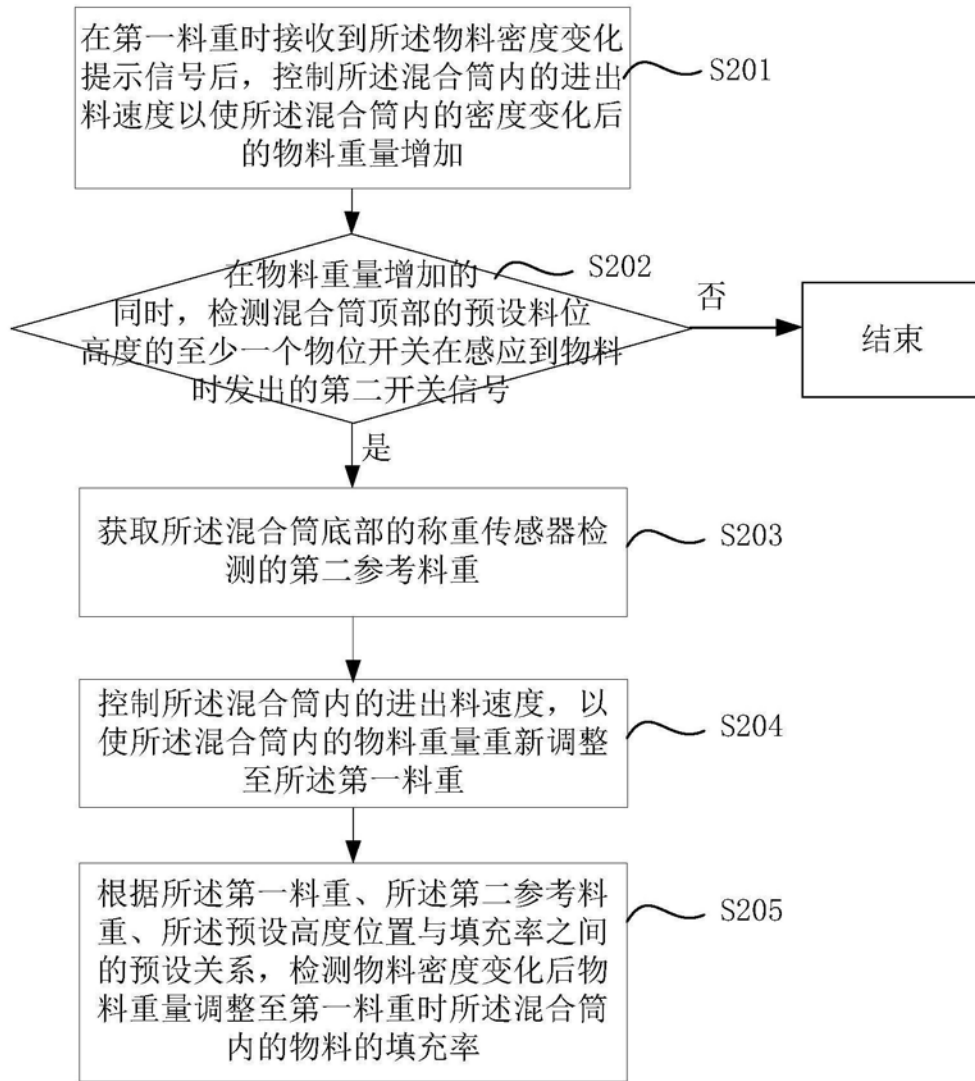 在第一料重时接收到所述物料密度变化
提示信号后，控制所述混合筒内的进出
料速度以使所述混合筒内的密度变化后
的物料重量增加
S201
在物料重量增加的
同时，检测混合筒顶部的预设料位
高度的至少一个物位开关在感应到物料
时发出的第二开关信号
S202
否
结束
是
获取所述混合筒底部的称重传感器检
测的第二参考料重
S203
控制所述混合筒内的进出料速度，以
使所述混合筒内的物料重量重新调整
至所述第一料重
S204
根据所述第一料重、所述第二参考料
重、所述预设高度位置与填充率之间
的预设关系，检测物料密度变化后物
料重量调整至第一料重时所述混合筒
内的物料的填充率
S205